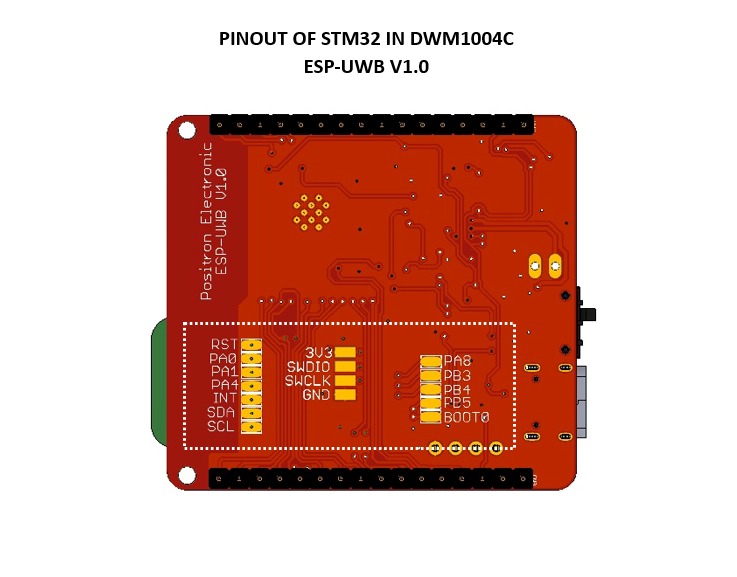 PINOUT OF STM32 IN DWM1004C
ESP-UWB V1.0
Positron Electronic
ESP-UWB V1.0
RST
PA0
PA1
PA4
INT
SDA
SCL
3V3
SWDIO
SWCLK
GND
PA8
PB3
PB4
PB5
BOOT0